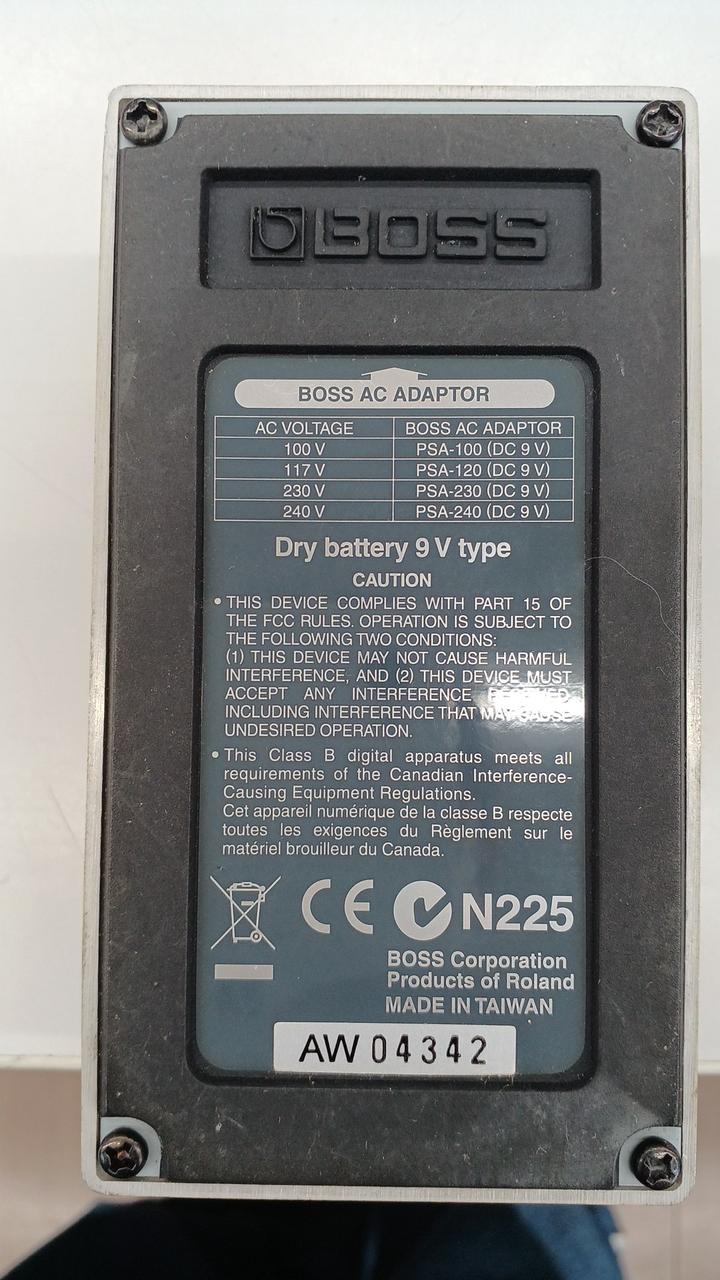 BOSS
BOSS AC ADAPTOR
AC VOLTAGE BOSS AC ADAPTOR
100 V PSA-100 (DC 9 V)
117 V PSA-120 (DC 9 V)
230 V PSA-230 (DC 9 V)
240 V PSA-240 (DC 9 V)
Dry battery 9 V type
CAUTION
• THIS DEVICE COMPLIES WITH PART 15 OF
THE FCC RULES. OPERATION IS SUBJECT TO
THE FOLLOWING TWO CONDITIONS:
(1) THIS DEVICE MAY NOT CAUSE HARMFUL
INTERFERENCE, AND (2) THIS DEVICE MUST
ACCEPT ANY INTERFERENCE RECEIVED,
INCLUDING INTERFERENCE THAT MAY CAUSE
UNDESIRED OPERATION.
• This Class B digital apparatus meets all
requirements of the Canadian Interference-
Causing Equipment Regulations.
Cet appareil numérique de la classe B respecte
toutes les exigences du Règlement sur le
matériel brouilleur du Canada.
CE N225
BOSS Corporation
Products of Roland
MADE IN TAIWAN
AW 04342